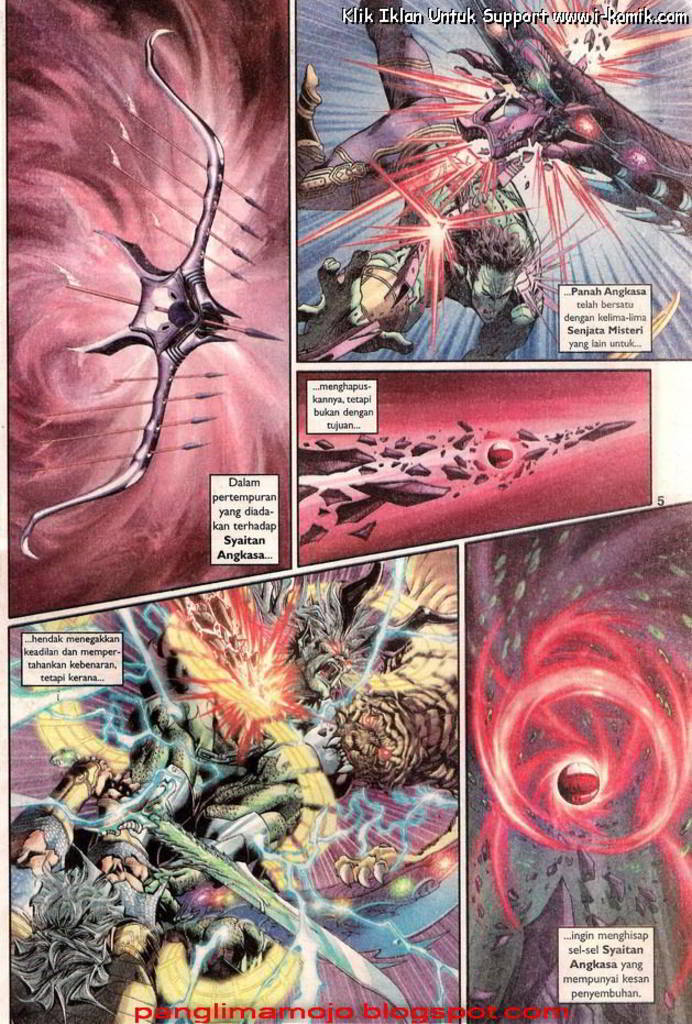 Klik Iklan Untuk Support www.i-komik.com
Dalam
pertempuran
yang diada-
kan terhadap
Syaitan
Angkasa...
...Panah Angkasa
telah bersatu
dengan kelima-lima
Senjata Misteri
yang lain untuk...
...menghapus-
kannya, tetapi
bukan dengan
tujuan...
5
...hendak menegakkan
keadilan dan memper-
tahankan kebenaran,
tetapi kerana...
...ingin menghisap
sel-sel Syaitan
Angkasa yang
mempunyai kesan
penyembuhan.
panglimamojo.blogspot.com